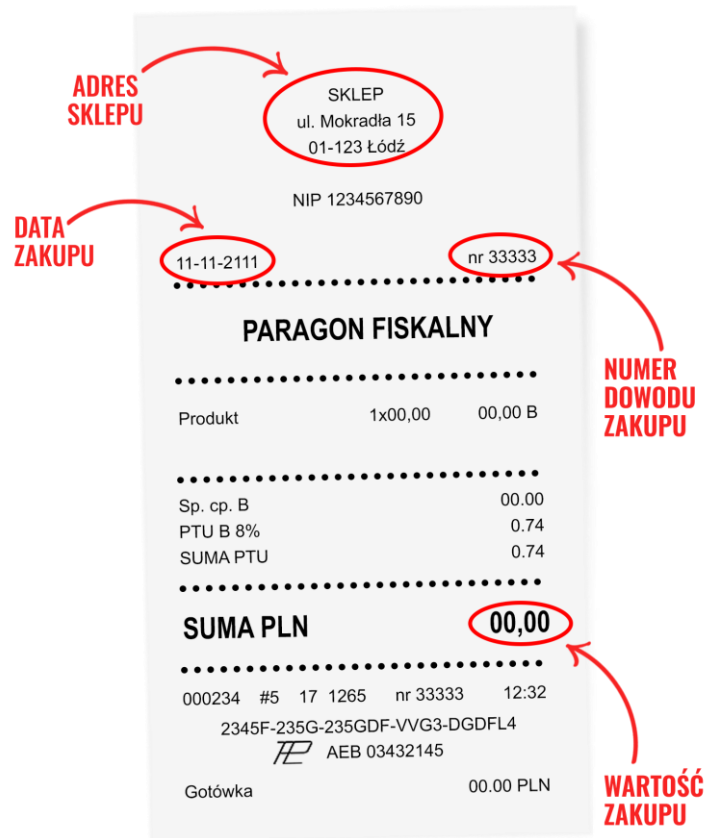 ADRES
SKLEPU
SKLEP
ul. Mokradła 15
01-123 Łódź
NIP 1234567890
DATA
ZAKUPU
11-11-2111 nr 33333
PARAGON FISKALNY
NUMER
DOWODU
ZAKUPU
Produkt 1x00,00 00,00 B
Sp. cp. B 00.00
PTU B 8% 0.74
SUMA PTU 0.74
SUMA PLN 00,00
000234 #5 17 1265 nr 33333 12:32
2345F-235G-235GDF-VVG3-DGDFL4
AEB 03432145
Gotówka 00.00 PLN
WARTOŚĆ
ZAKUPU